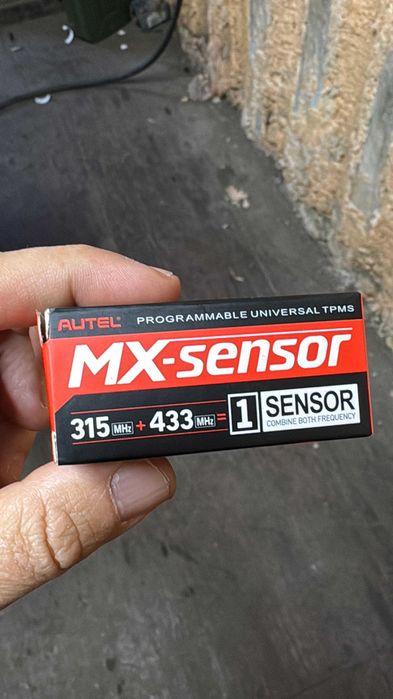 AUTEL PROGRAMMABLE UNIVERSAL TPMS
MX-sensor
315 MHz + 433 MHz = 1 SENSOR
COMBINE BOTH FREQUENCY